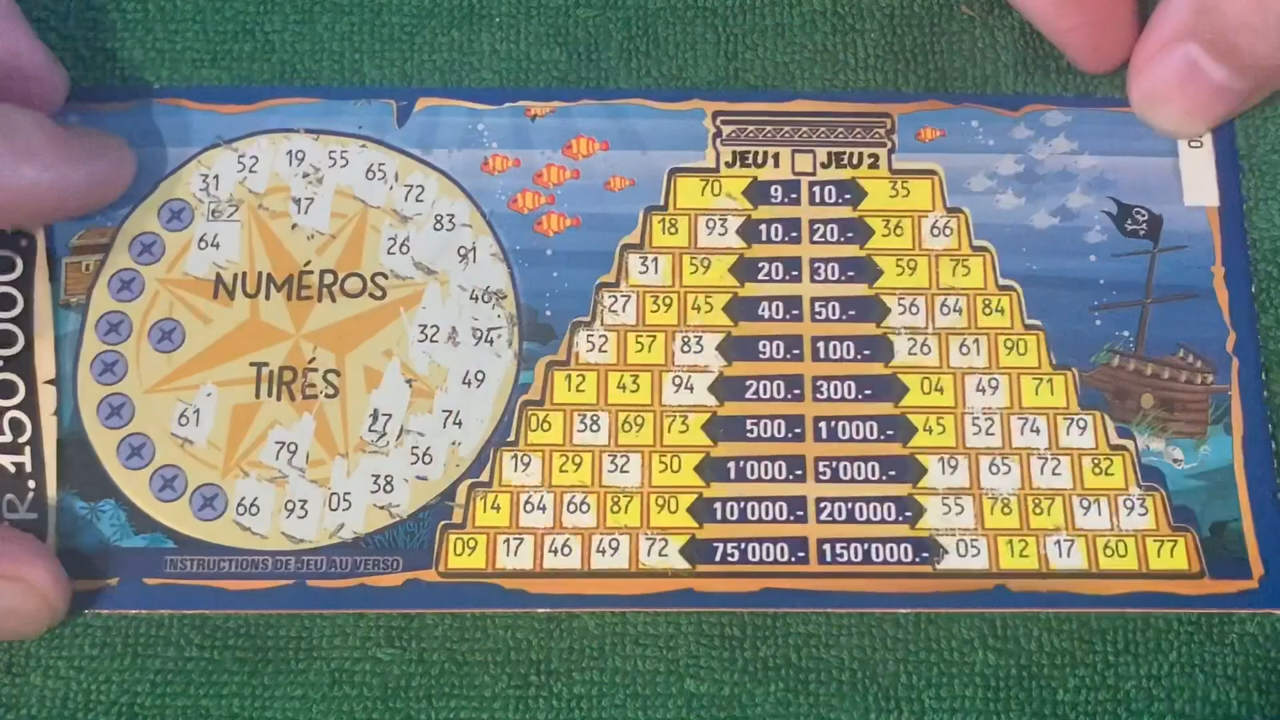 R.150'000.
31 52 19 55 65 72 83 91 46 94 49 74 56 38 05 93 66
67 17 26 32 27 79 61 64
NUMÉROS
TIRÉS
INSTRUCTIONS DE JEU AU VERSO
JEU 1 JEU 2
70 9.- 10.- 35
18 93 10.- 20.- 36 66
31 59 20.- 30.- 59 75
27 39 45 40.- 50.- 56 64 84
52 57 83 90.- 100.- 26 61 90
12 43 94 200.- 300.- 04 49 71
06 38 69 73 500.- 1'000.- 45 52 74 79
19 29 32 50 1'000.- 5'000.- 19 65 72 82
14 64 66 87 90 10'000.- 20'000.- 55 78 87 91 93
09 17 46 49 72 75'000.- 150'000.- 05 12 17 60 77